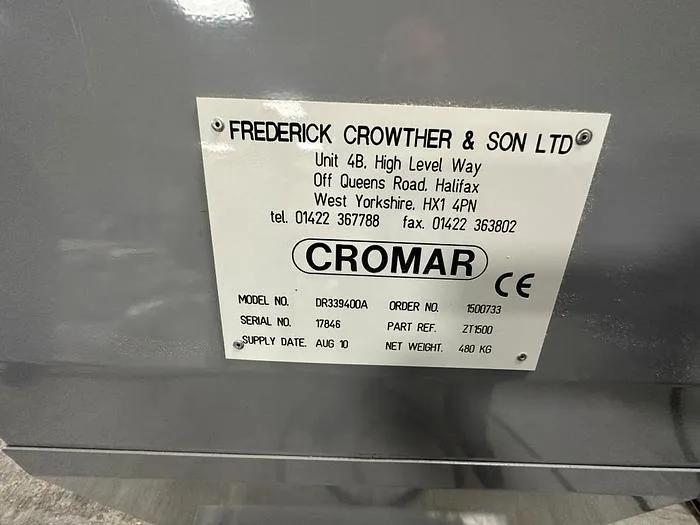 FREDERICK CROWTHER & SON LTD
Unit 4B, High Level Way
Off Queens Road, Halifax
West Yorkshire, HX1 4PN
tel. 01422 367788 fax. 01422 363802
CROMAR
CE
MODEL NO. DR339400A ORDER NO. 1500733
SERIAL NO. 17846 PART REF. ZT1500
SUPPLY DATE. AUG 10 NET WEIGHT. 480 KG